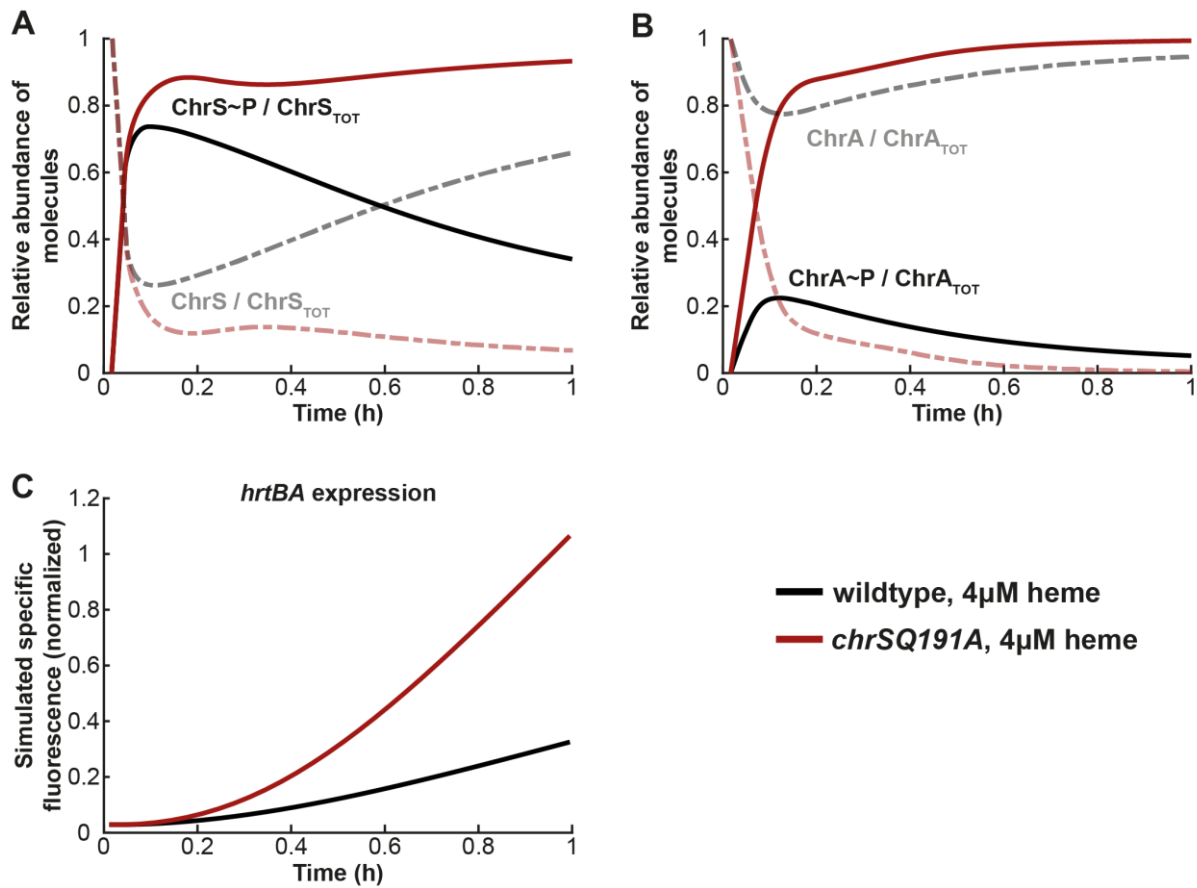 A
Relative abundance of
molecules
1
0.8
0.6
0.4
0.2
0
ChrS~P / ChrSTOT
ChrS / ChrSTOT
0 0.2 0.4 0.6 0.8 1
Time (h)
B
Relative abundance of
molecules
1
0.8
0.6
0.4
0.2
0
ChrA / ChrATOT
ChrA~P / ChrATOT
0 0.2 0.4 0.6 0.8 1
Time (h)
C
hrtBA expression
Simulated specific
fluorescence (normalized)
1.2
1
0.8
0.6
0.4
0.2
0
0 0.2 0.4 0.6 0.8 1
Time (h)
wildtype, 4µM heme
chrSQ191A, 4µM heme